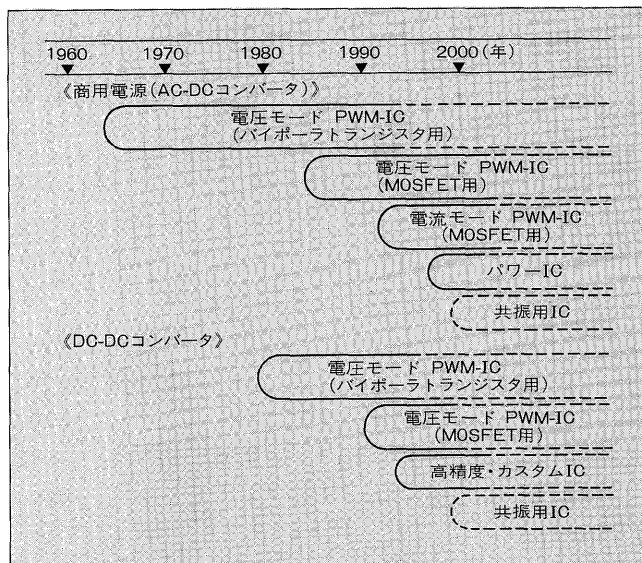 1960 1970 1980 1990 2000(年)
《商用電源(AC-DCコンバータ)》
電圧モード PWM-IC
(バイポーラトランジスタ用)
電圧モード PWM-IC
(MOSFET用)
電流モード PWM-IC
(MOSFET用)
パワーIC
共振用IC
《DC-DCコンバータ》
電圧モード PWM-IC
(バイポーラトランジスタ用)
電圧モード PWM-IC
(MOSFET用)
高精度・カスタムIC
共振用IC